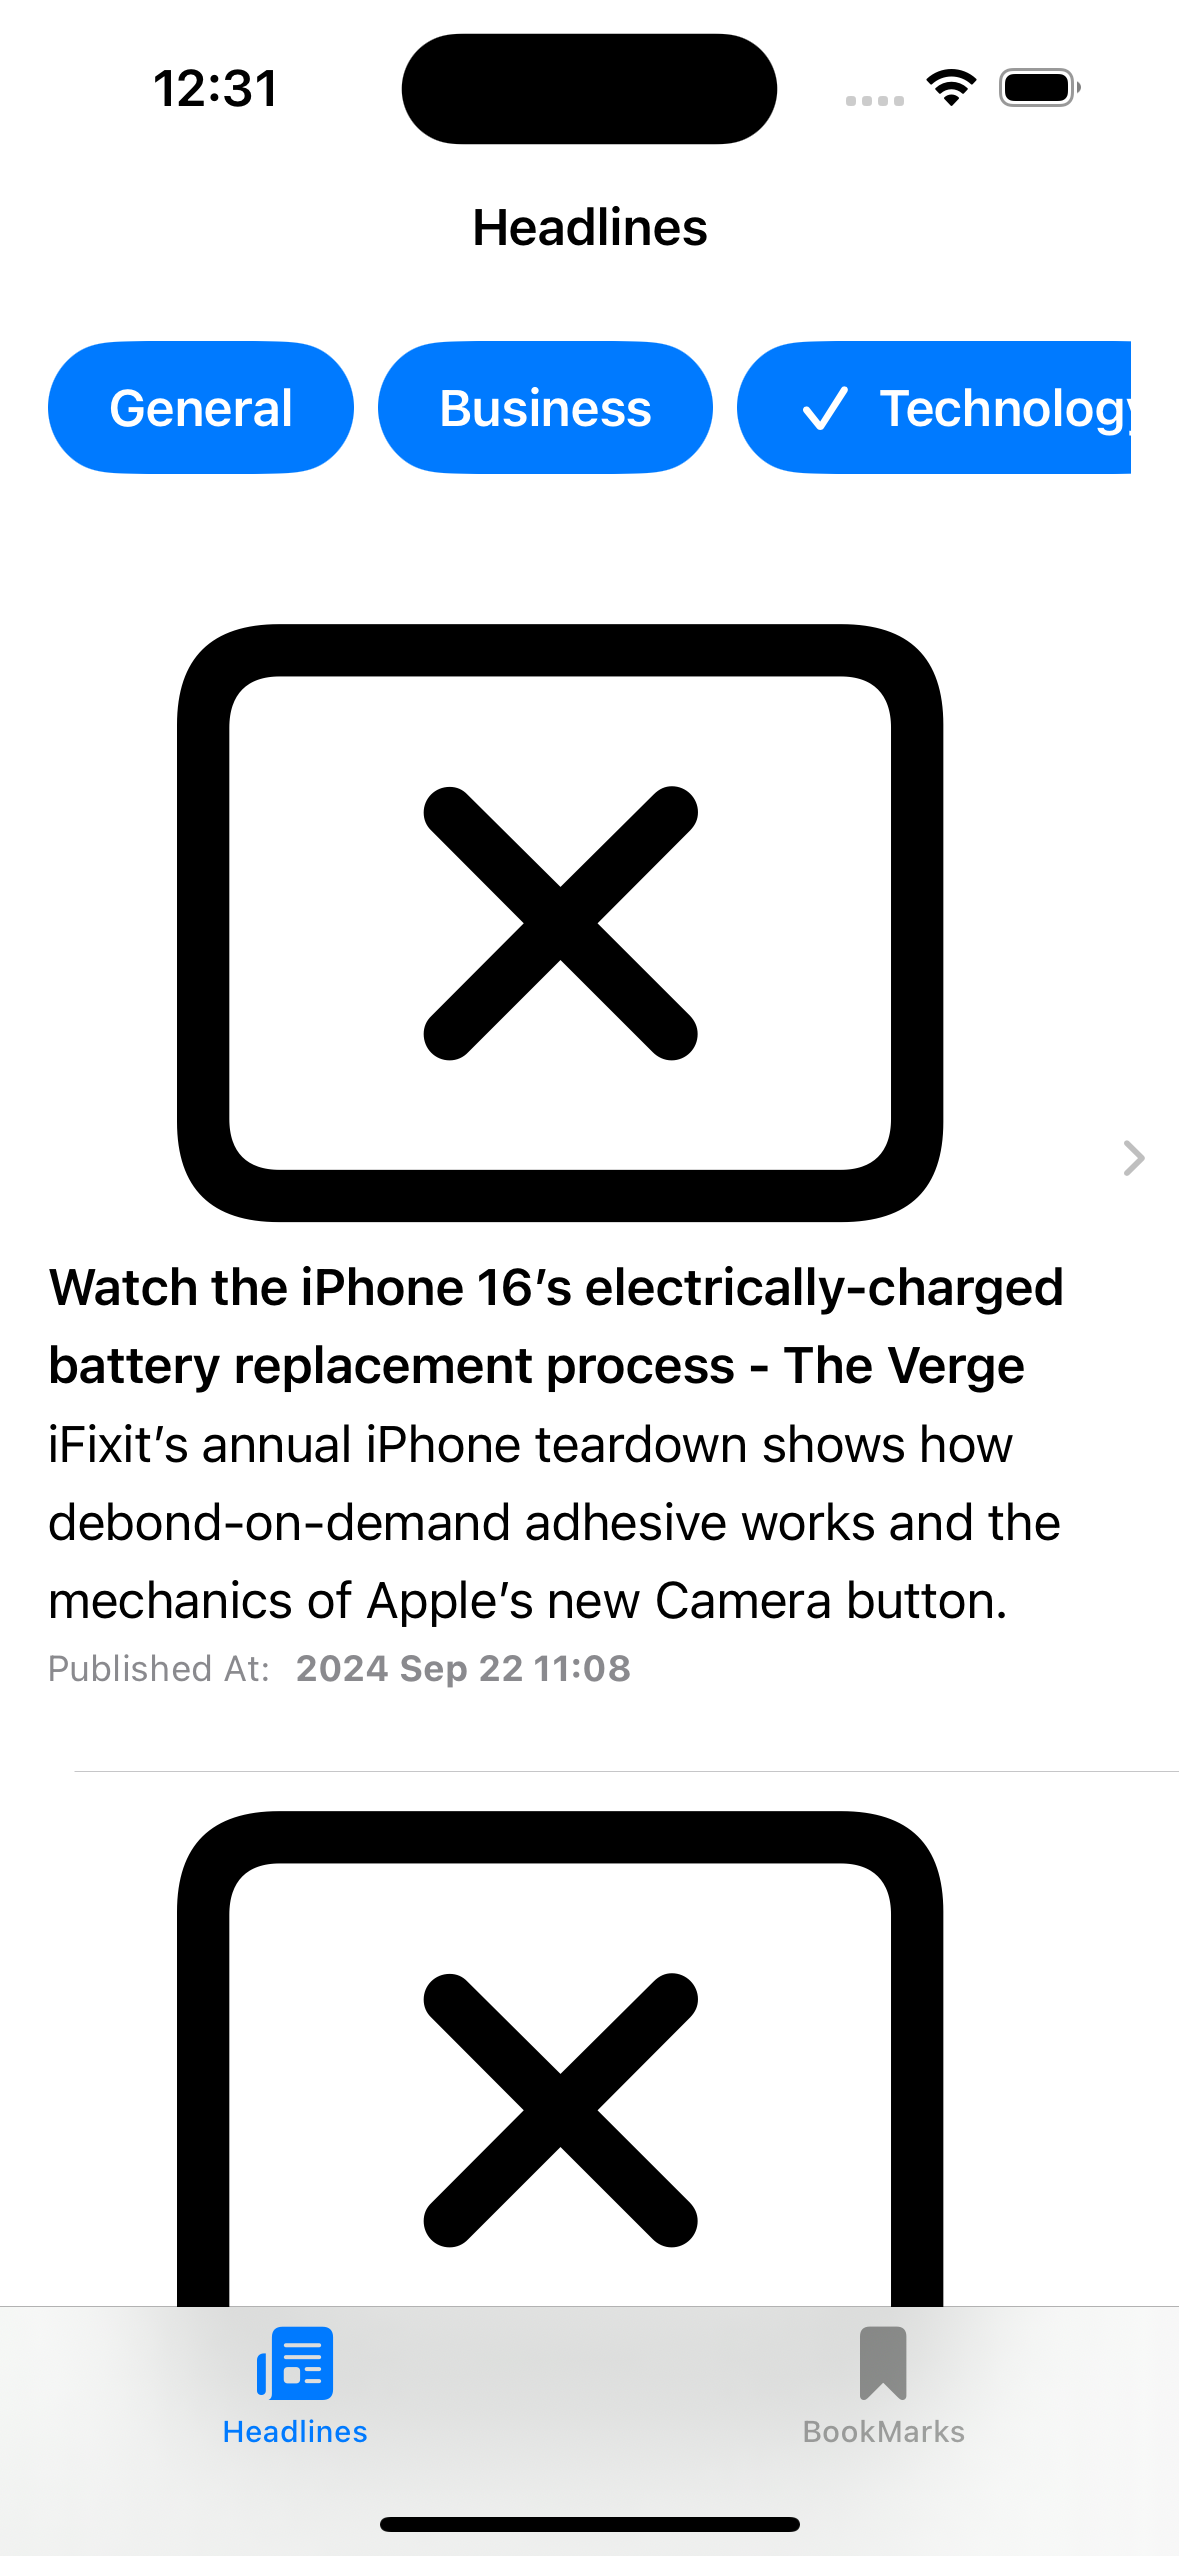 12:31
Headlines
General
Business
Technology
Watch the iPhone 16’s electrically-charged
battery replacement process - The Verge
iFixit’s annual iPhone teardown shows how
debond-on-demand adhesive works and the
mechanics of Apple’s new Camera button.
Published At: 2024 Sep 22 11:08
Headlines
BookMarks